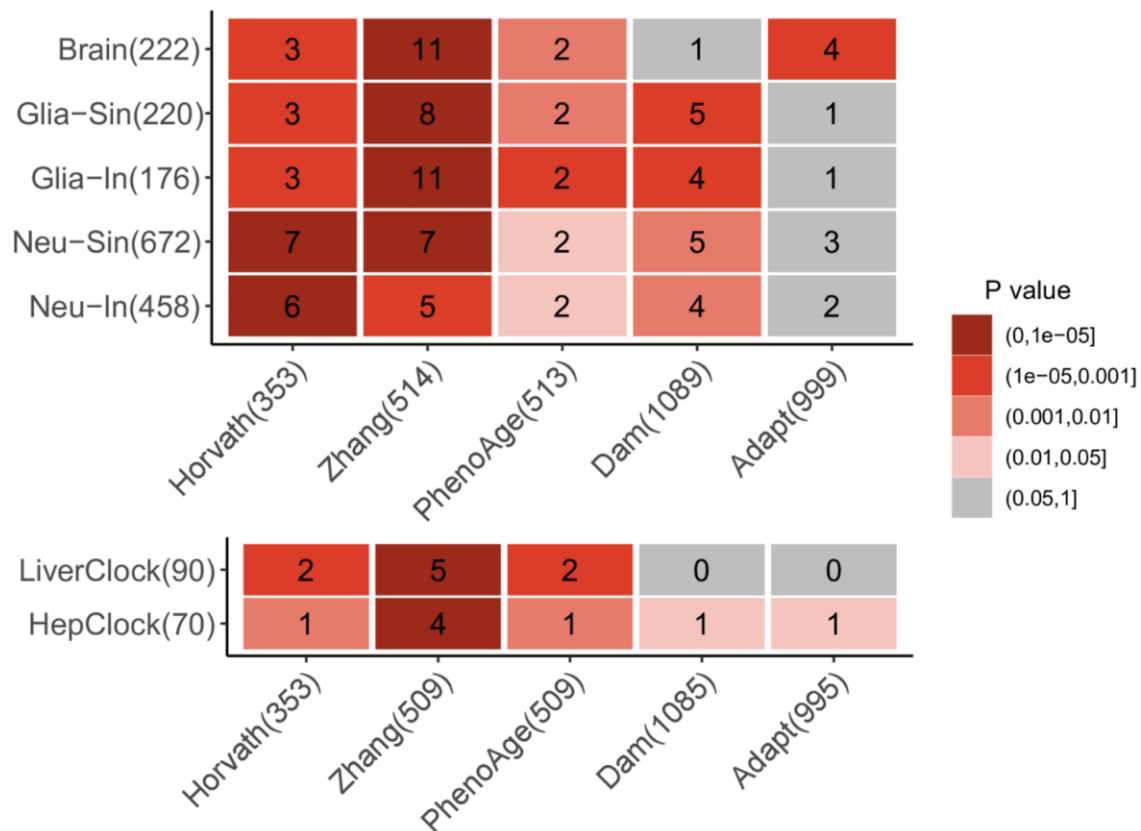 Brain(222) 3 11 2 1 4
Glia−Sin(220) 3 8 2 5 1
Glia−In(176) 3 11 2 4 1
Neu−Sin(672) 7 7 2 5 3
Neu−In(458) 6 5 2 4 2
Horvath(353) Zhang(514) PhenoAge(513) Dam(1089) Adapt(999)
P value
(0,1e−05]
(1e−05,0.001]
(0.001,0.01]
(0.01,0.05]
(0.05,1]
LiverClock(90) 2 5 2 0 0
HepClock(70) 1 4 1 1 1
Horvath(353) Zhang(509) PhenoAge(509) Dam(1085) Adapt(995)